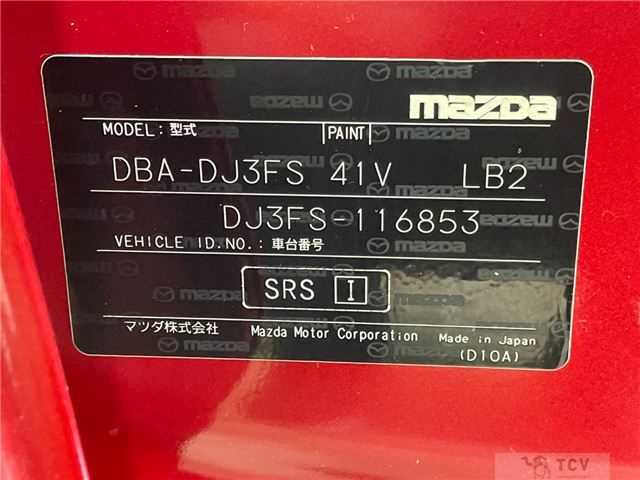 mazda
MODEL: 型式 PAINT
DBA-DJ3FS 41V LB2
DJ3FS-116853
VEHICLE ID.NO.: 車台番号
SRS I
マツダ株式会社 Mazda Motor Corporation Made in Japan
(D10A)
TCV